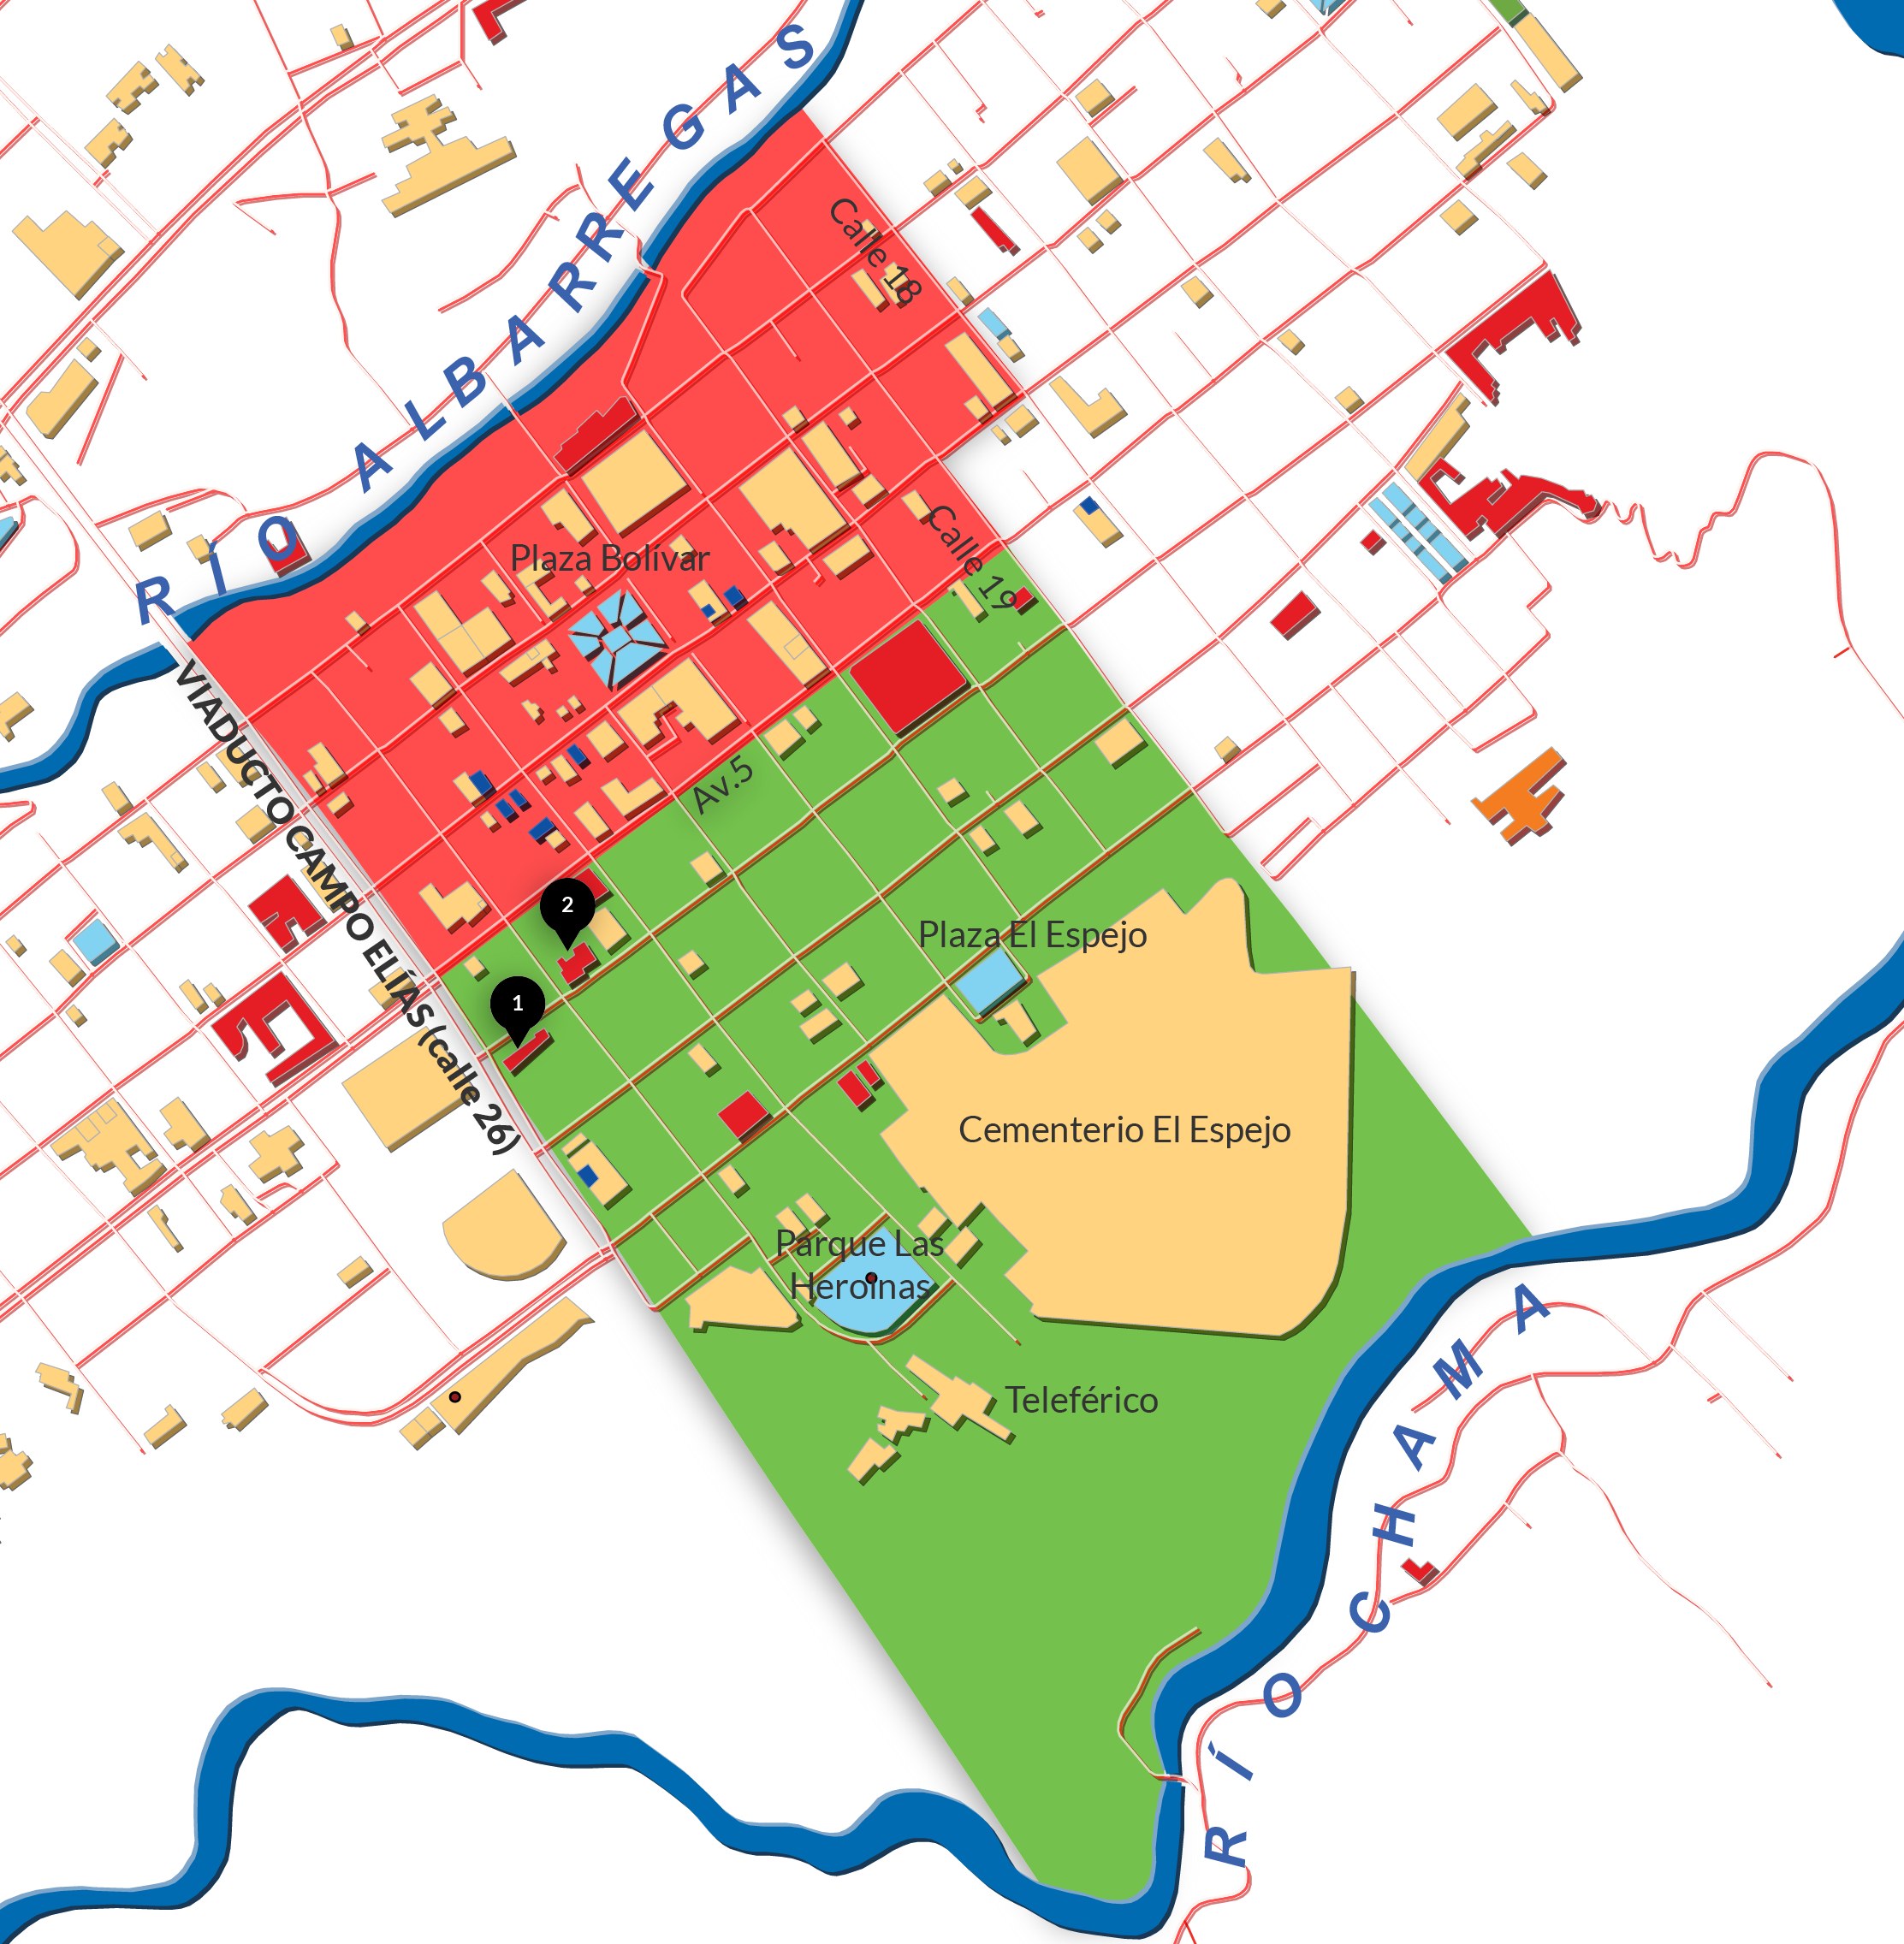 RÍO ALBARREGAS
Calle 18
Calle 19
Plaza Bolívar
VIADUCTO CAMPO ELÍAS (calle 26)
Av.5
2
Plaza El Espejo
1
Cementerio El Espejo
Parque Las
Heroinas
Teleférico
RÍO CHAMA